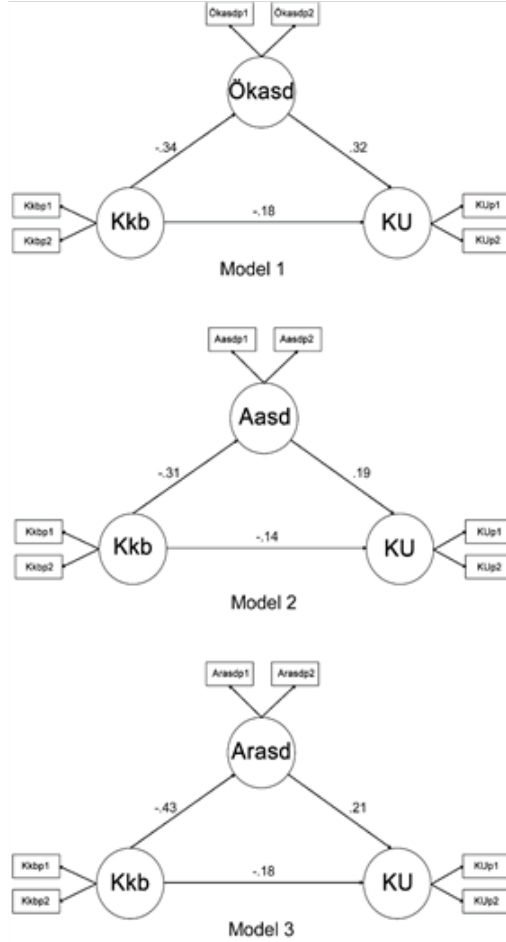 Ökasdp1 Ökasdp2
Ökasd
-.34 .32
Kkbp1 KUp1
Kkb -.18 KU
Kkbp2 KUp2
Model 1
Aasdp1 Aasdp2
Aasd
-.31 .19
Kkbp1 KUp1
Kkb -.14 KU
Kkbp2 KUp2
Model 2
Arasdp1 Arasdp2
Arasd
-.43 .21
Kkbp1 KUp1
Kkb -.18 KU
Kkbp2 KUp2
Model 3